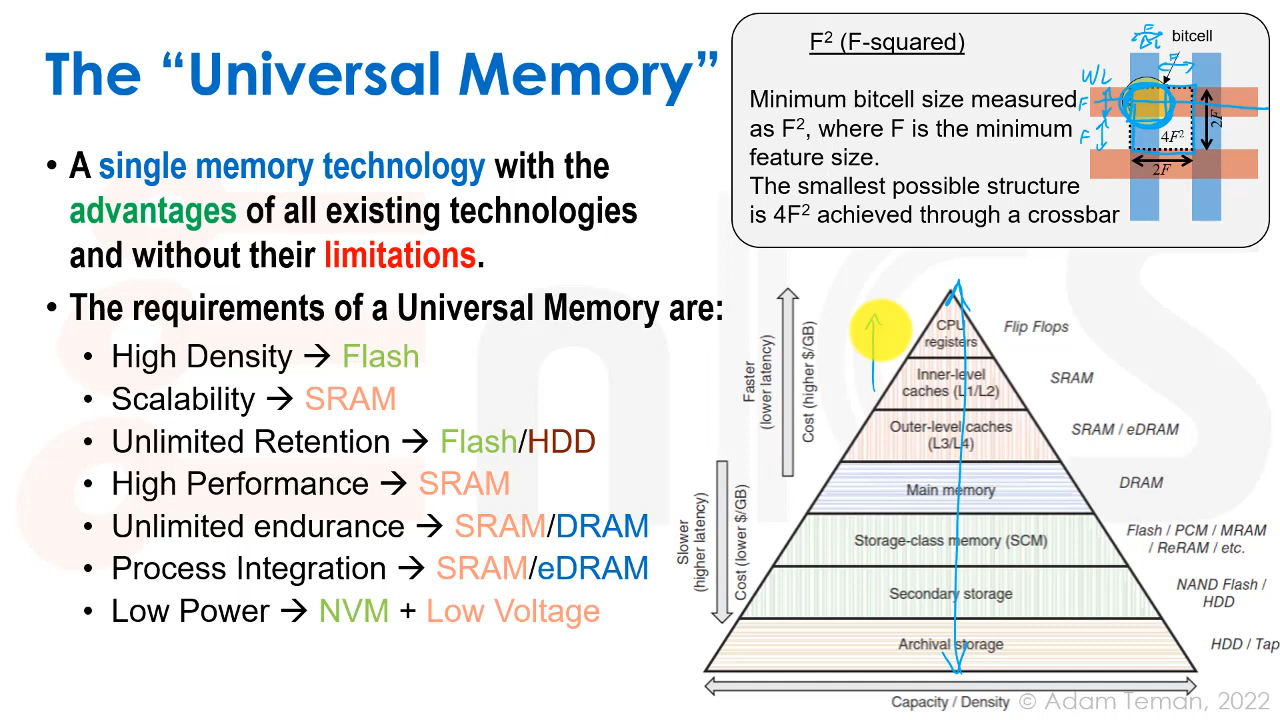 The “Universal Memory”
• A single memory technology with the
advantages of all existing technologies
and without their limitations.
• The requirements of a Universal Memory are:
• High Density → Flash
• Scalability → SRAM
• Unlimited Retention → Flash/HDD
• High Performance → SRAM
• Unlimited endurance → SRAM/DRAM
• Process Integration → SRAM/eDRAM
• Low Power → NVM + Low Voltage
F² (F-squared)
Minimum bitcell size measured
as F², where F is the minimum
feature size.
The smallest possible structure
is 4F² achieved through a crossbar
bitcell
WL
F
F
4F²
2F
2F
Faster
(lower latency)
Cost (higher $/GB)
Slower
(higher latency)
Cost (lower $/GB)
CPU
registers
Flip Flops
Inner-level
caches (L1/L2)
SRAM
Outer-level caches
(L3/L4)
SRAM / eDRAM
Main memory
DRAM
Storage-class memory (SCM)
Flash / PCM / MRAM
/ ReRAM / etc.
Secondary storage
NAND Flash /
HDD
Archival storage
HDD / Tap
Capacity / Density
© Adam Teman, 2022